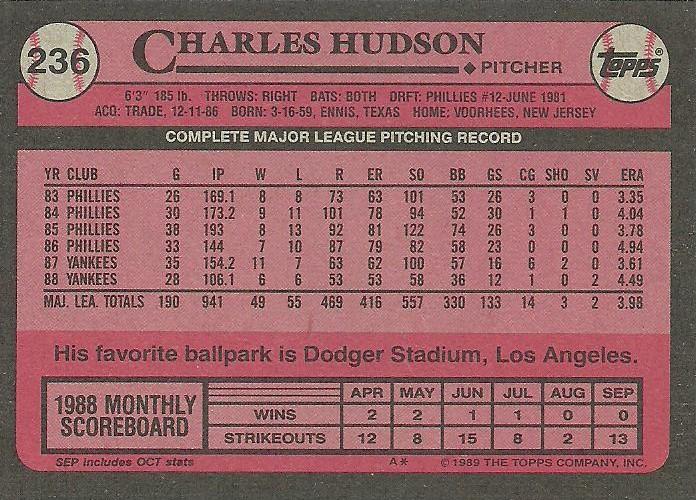 236
CHARLES HUDSON
PITCHER
TOPPS®
6'3" 185 lb. THROWS: RIGHT BATS: BOTH DRFT: PHILLIES #12-JUNE 1981
ACQ: TRADE, 12-11-86 BORN: 3-16-59, ENNIS, TEXAS HOME: VOORHEES, NEW JERSEY
COMPLETE MAJOR LEAGUE PITCHING RECORD
YR CLUB G IP W L R ER SO BB GS CG SHO SV ERA
83 PHILLIES 26 169.1 8 8 73 63 101 53 26 3 0 0 3.35
84 PHILLIES 30 173.2 9 11 101 78 94 52 30 1 1 0 4.04
85 PHILLIES 38 193 8 13 92 81 122 74 26 3 0 0 3.78
86 PHILLIES 33 144 7 10 87 79 82 58 23 0 0 0 4.94
87 YANKEES 35 154.2 11 7 63 62 100 57 16 6 2 0 3.61
88 YANKEES 28 106.1 6 6 53 53 58 36 12 1 0 2 4.49
MAJ. LEA. TOTALS 190 941 49 55 469 416 557 330 133 14 3 2 3.98
His favorite ballpark is Dodger Stadium, Los Angeles.
1988 MONTHLY SCOREBOARD
APR MAY JUN JUL AUG SEP
WINS 2 2 1 1 0 0
STRIKEOUTS 12 8 15 8 2 13
SEP includes OCT stats A* © 1989 THE TOPPS COMPANY, INC.